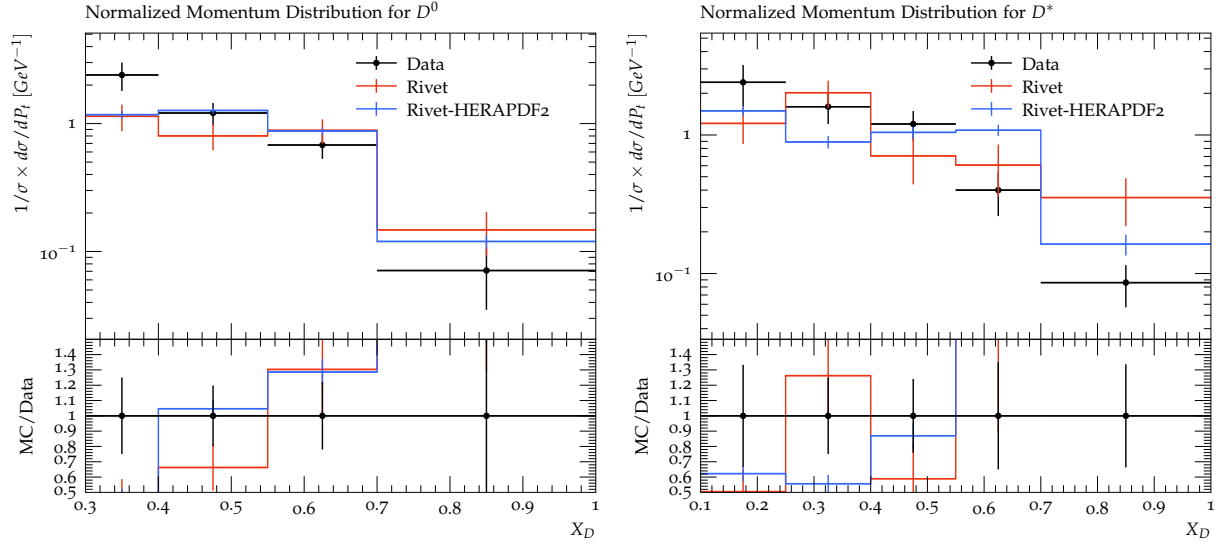 Normalized Momentum Distribution for D⁰
1/σ × dσ/dP_t [GeV⁻¹]
1
10⁻¹
Data
Rivet
Rivet-HERAPDF2
MC/Data
1.4
1.3
1.2
1.1
1
0.9
0.8
0.7
0.6
0.5
0.3 0.4 0.5 0.6 0.7 0.8 0.9 1
X_D
Normalized Momentum Distribution for D*
1/σ × dσ/dP_t [GeV⁻¹]
1
10⁻¹
Data
Rivet
Rivet-HERAPDF2
MC/Data
1.4
1.3
1.2
1.1
1
0.9
0.8
0.7
0.6
0.5
0.1 0.2 0.3 0.4 0.5 0.6 0.7 0.8 0.9 1
X_D